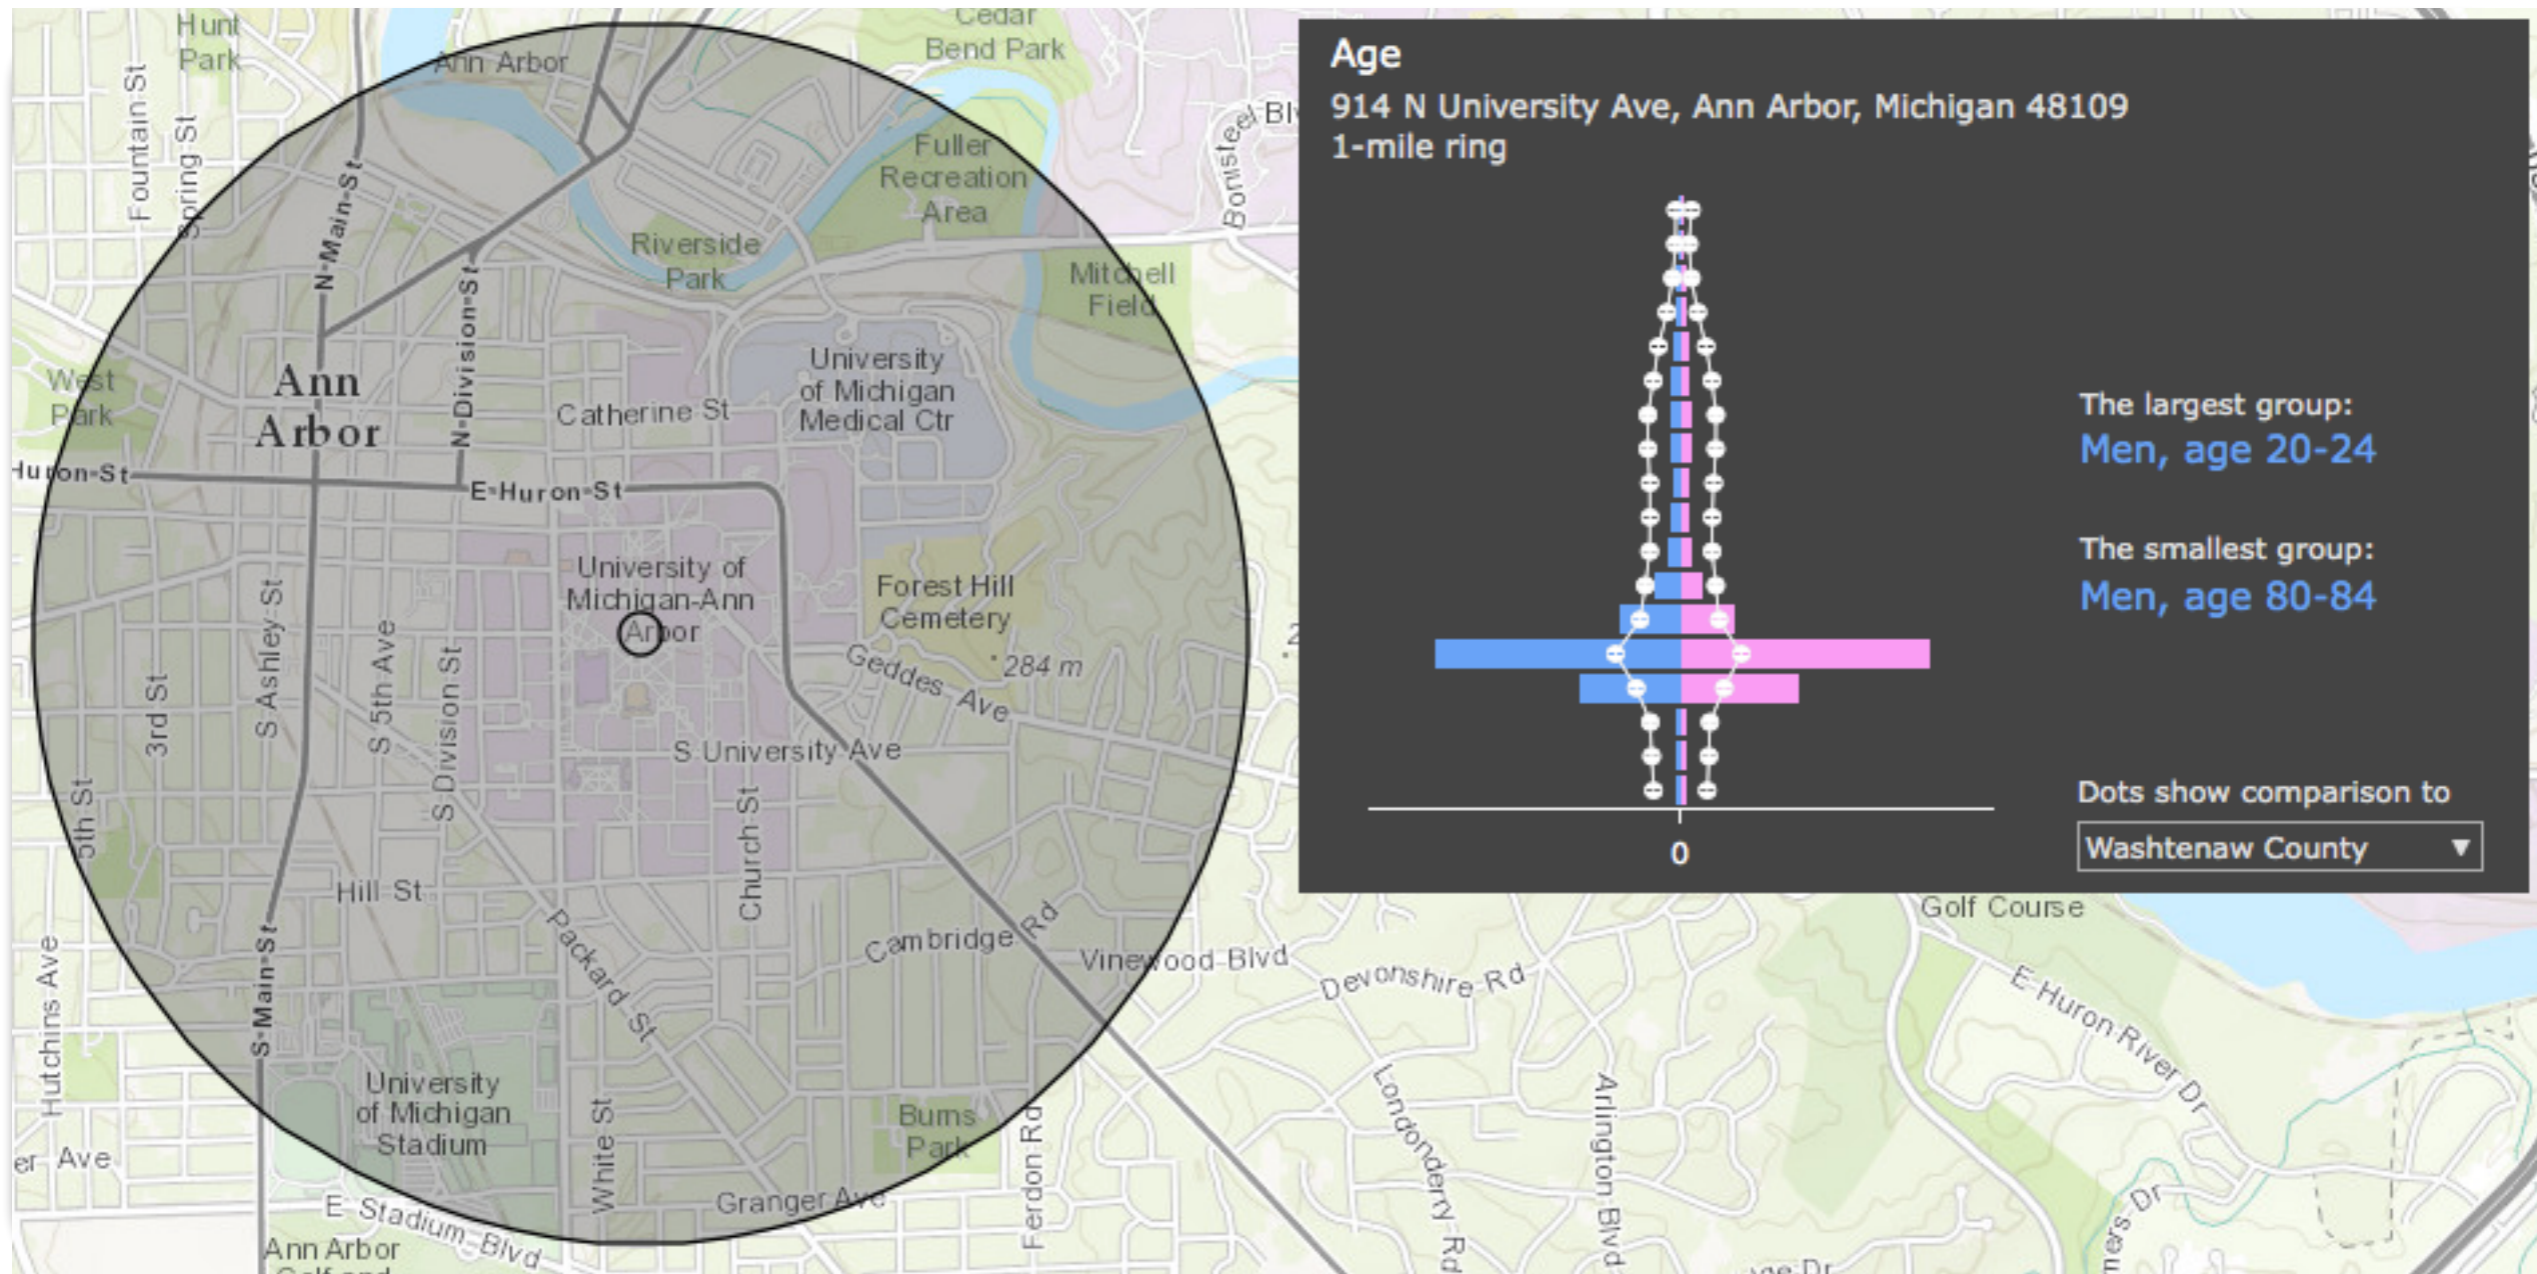 Hunt
Park
Fountain St
Spring St
Ann Arbor
Cedar
Bend Park
Fuller
Recreation
Area
Riverside
Park
Mitchell
Field
N Main St
N Division St
West
Park
Ann
Arbor
Catherine St
University
of Michigan
Medical Ctr
Huron St
E Huron St
University of
Michigan-Ann
Arbor
Forest Hill
Cemetery
284 m
Geddes Ave
S Ashley St
S 5th Ave
S Division St
3rd St
5th St
S University Ave
Church St
Hill St
Packard St
Cambridge Rd
Vinewood Blvd
Devonshire Rd
Hutchins Ave
S Main St
University
of Michigan
Stadium
White St
Burns
Park
Ferdon Rd
Granger Ave
E Stadium Blvd
Ann Arbor
Golf and
er Ave
Londonderry Rd
Arlington Blvd
Golf Course
E Huron River Dr
Age
914 N University Ave, Ann Arbor, Michigan 48109
1-mile ring
The largest group:
Men, age 20-24
The smallest group:
Men, age 80-84
Dots show comparison to
Washtenaw County
0